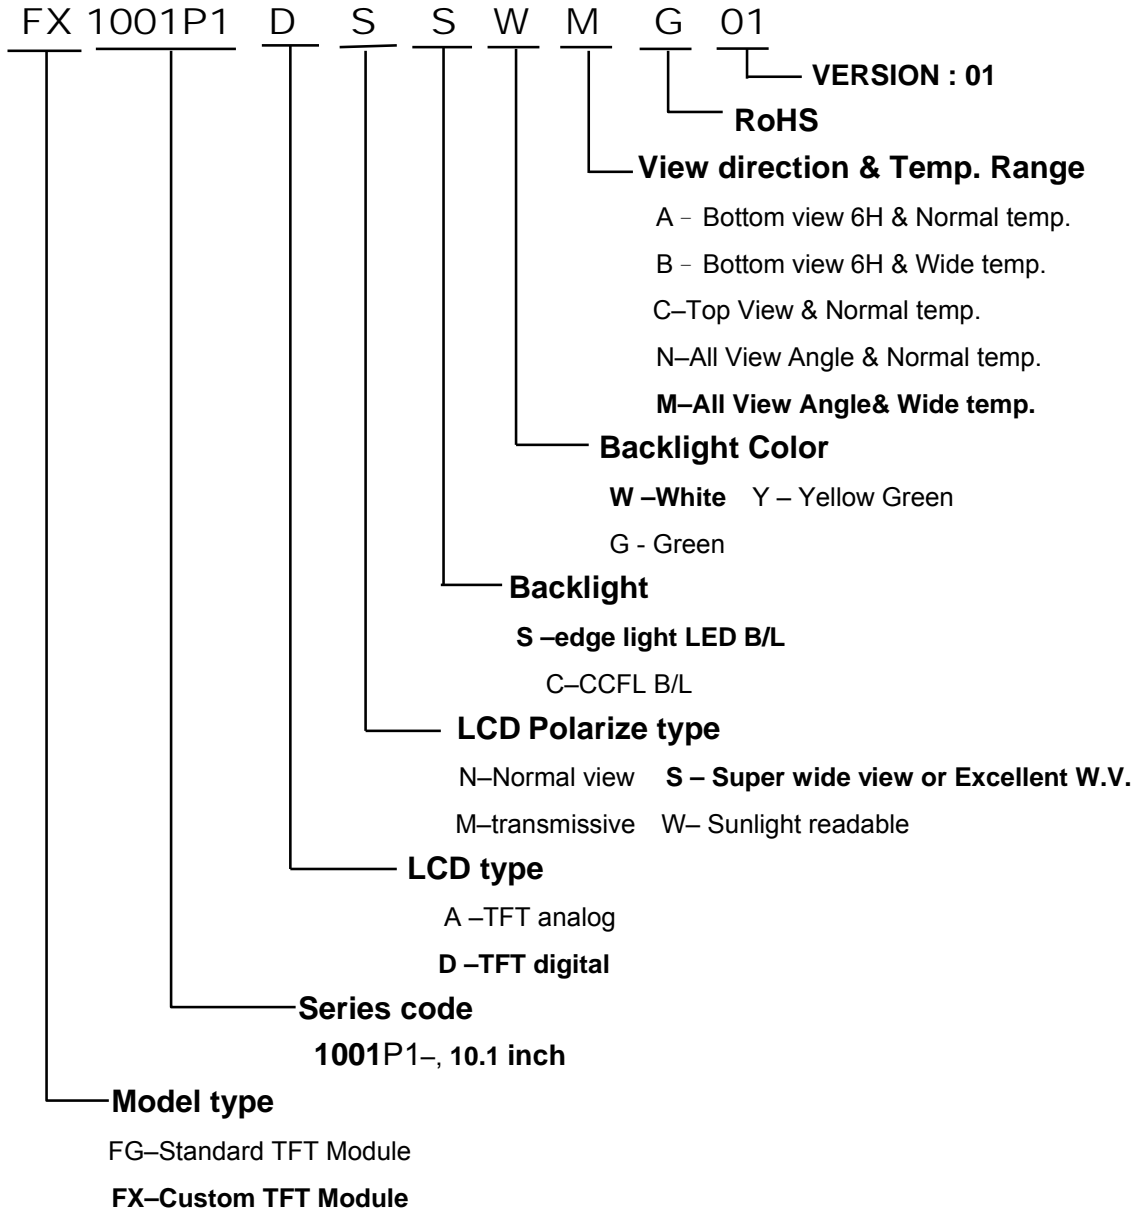 FX 1001P1 D S S W M G 01
VERSION : 01
RoHS
View direction & Temp. Range
A – Bottom view 6H & Normal temp.
B – Bottom view 6H & Wide temp.
C–Top View & Normal temp.
N–All View Angle & Normal temp.
M–All View Angle& Wide temp.
Backlight Color
W –White Y – Yellow Green
G - Green
Backlight
S –edge light LED B/L
C–CCFL B/L
LCD Polarize type
N–Normal view S – Super wide view or Excellent W.V.
M–transmissive W– Sunlight readable
LCD type
A –TFT analog
D –TFT digital
Series code
1001P1–, 10.1 inch
Model type
FG–Standard TFT Module
FX–Custom TFT Module